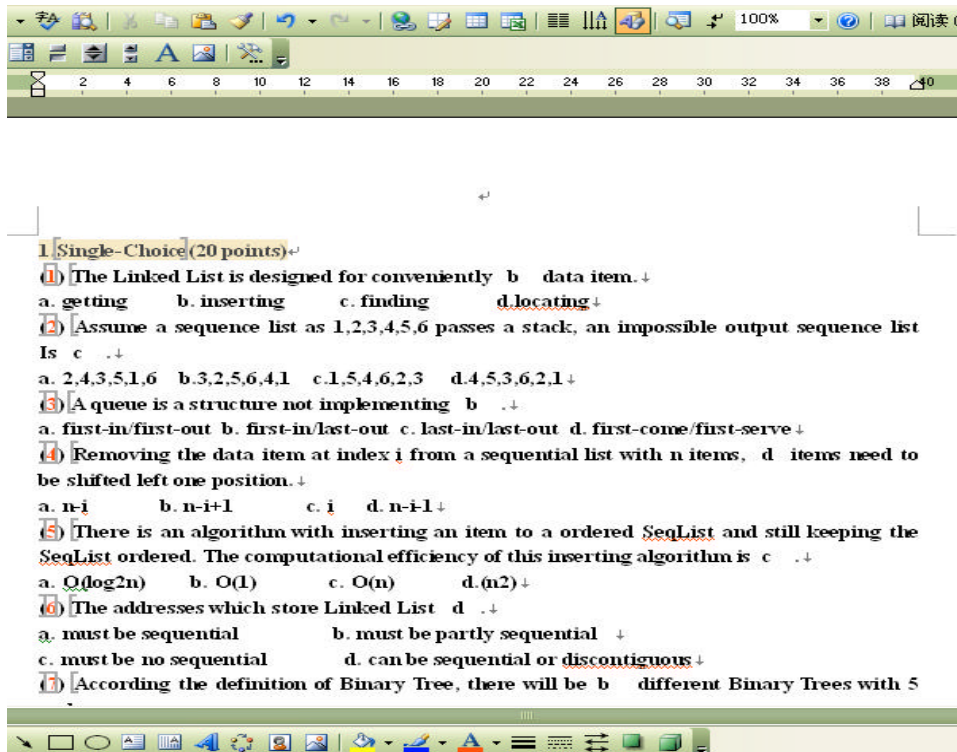 100% 阅读
2 4 6 8 10 12 14 16 18 20 22 24 26 28 30 32 34 36 38 40
1.Single-Choice(20 points)
(1) The Linked List is designed for conveniently b data item.
a. getting b. inserting c. finding d.locating
(2) Assume a sequence list as 1,2,3,4,5,6 passes a stack, an impossible output sequence list
Is c .
a. 2,4,3,5,1,6 b.3,2,5,6,4,1 c.1,5,4,6,2,3 d.4,5,3,6,2,1
(3) A queue is a structure not implementing b .
a. first-in/first-out b. first-in/last-out c. last-in/last-out d. first-come/first-serve
(4) Removing the data item at index i from a sequential list with n items, d items need to
be shifted left one position.
a. n-i b. n-i+1 c. i d. n-i-1
(5) There is an algorithm with inserting an item to a ordered SeqList and still keeping the
SeqList ordered. The computational efficiency of this inserting algorithm is c .
a. O(log2n) b. O(1) c. O(n) d.(n2)
(6) The addresses which store Linked List d .
a. must be sequential b. must be partly sequential
c. must be no sequential d. can be sequential or discontiguous
(7) According the definition of Binary Tree, there will be b different Binary Trees with 5